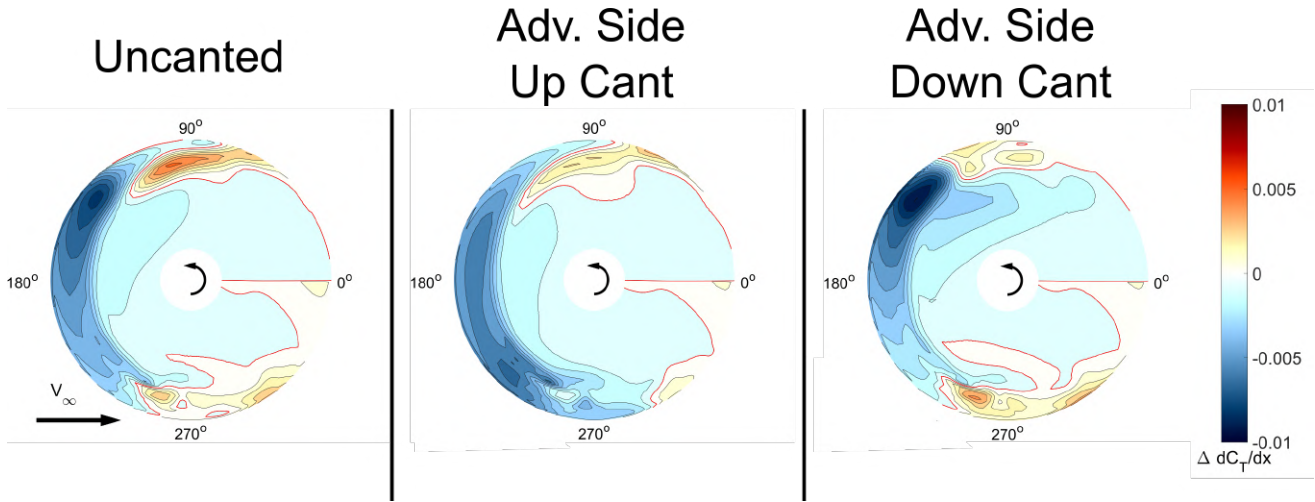 Uncanted
Adv. Side
Up Cant
Adv. Side
Down Cant
90°
180°
0°
270°
V∞
90°
180°
0°
270°
90°
180°
0°
270°
0.01
0.005
0
-0.005
-0.01
Δ dC_T/dx